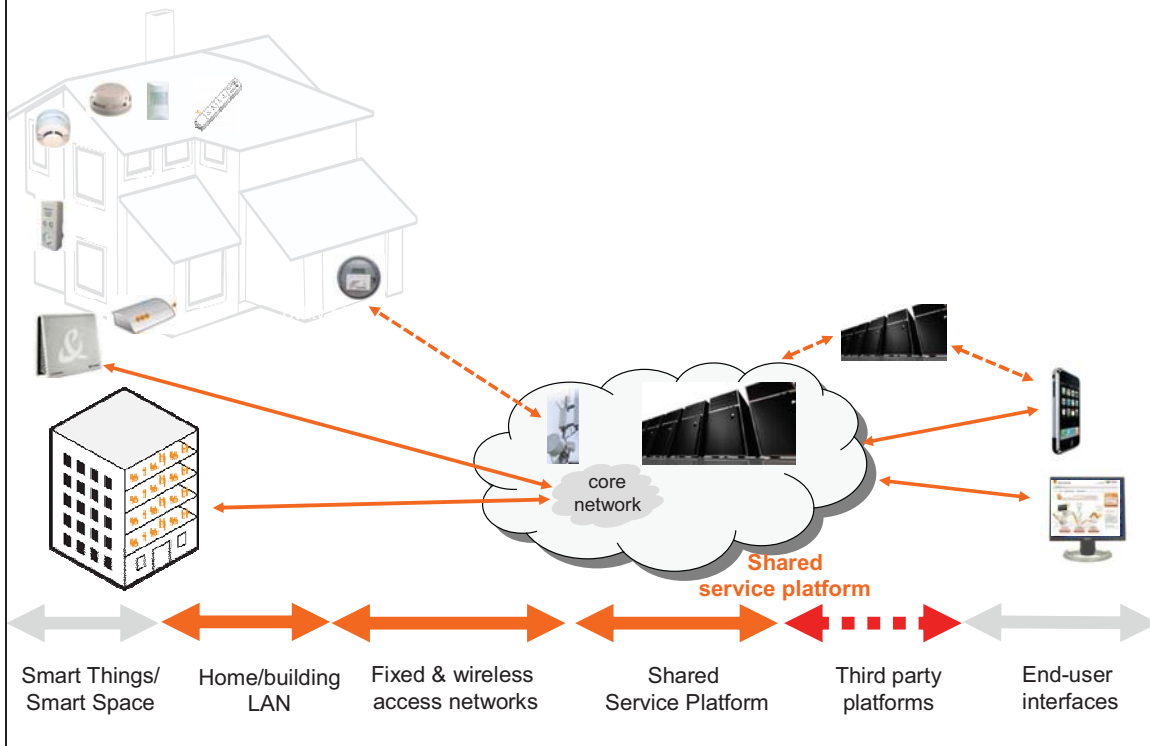 &
core
network
Shared
service platform
Smart Things/
Smart Space
Home/building
LAN
Fixed & wireless
access networks
Shared
Service Platform
Third party
platforms
End-user
interfaces